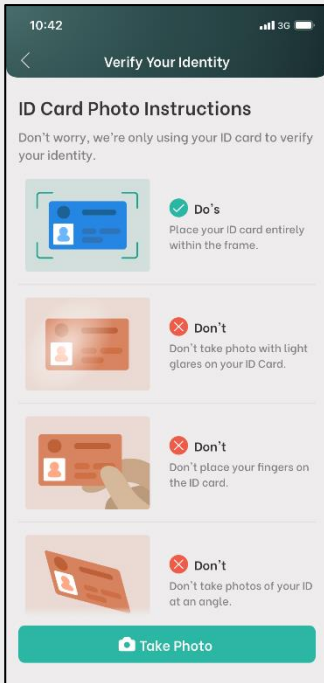 10:42
3G
Verify Your Identity
ID Card Photo Instructions
Don't worry, we're only using your ID card to verify
your identity.
Do's
Place your ID card entirely
within the frame.
Don't
Don't take photo with light
glares on your ID Card.
Don't
Don't place your fingers on
the ID card.
Don't
Don't take photos of your ID
at an angle.
Take Photo